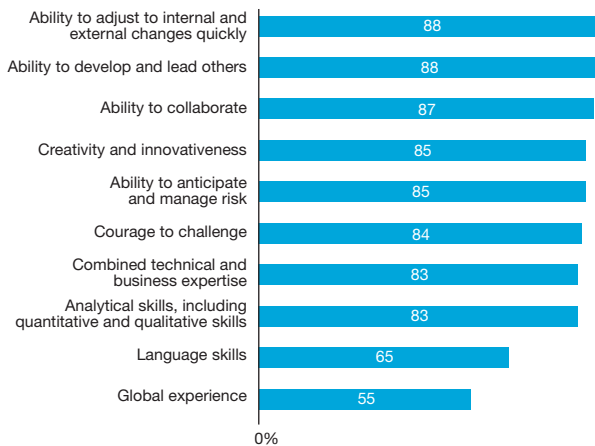 Ability to adjust to internal and
external changes quickly
88
Ability to develop and lead others
88
Ability to collaborate
87
Creativity and innovativeness
85
Ability to anticipate
and manage risk
85
Courage to challenge
84
Combined technical and
business expertise
83
Analytical skills, including
quantitative and qualitative skills
83
Language skills
65
Global experience
55
0%